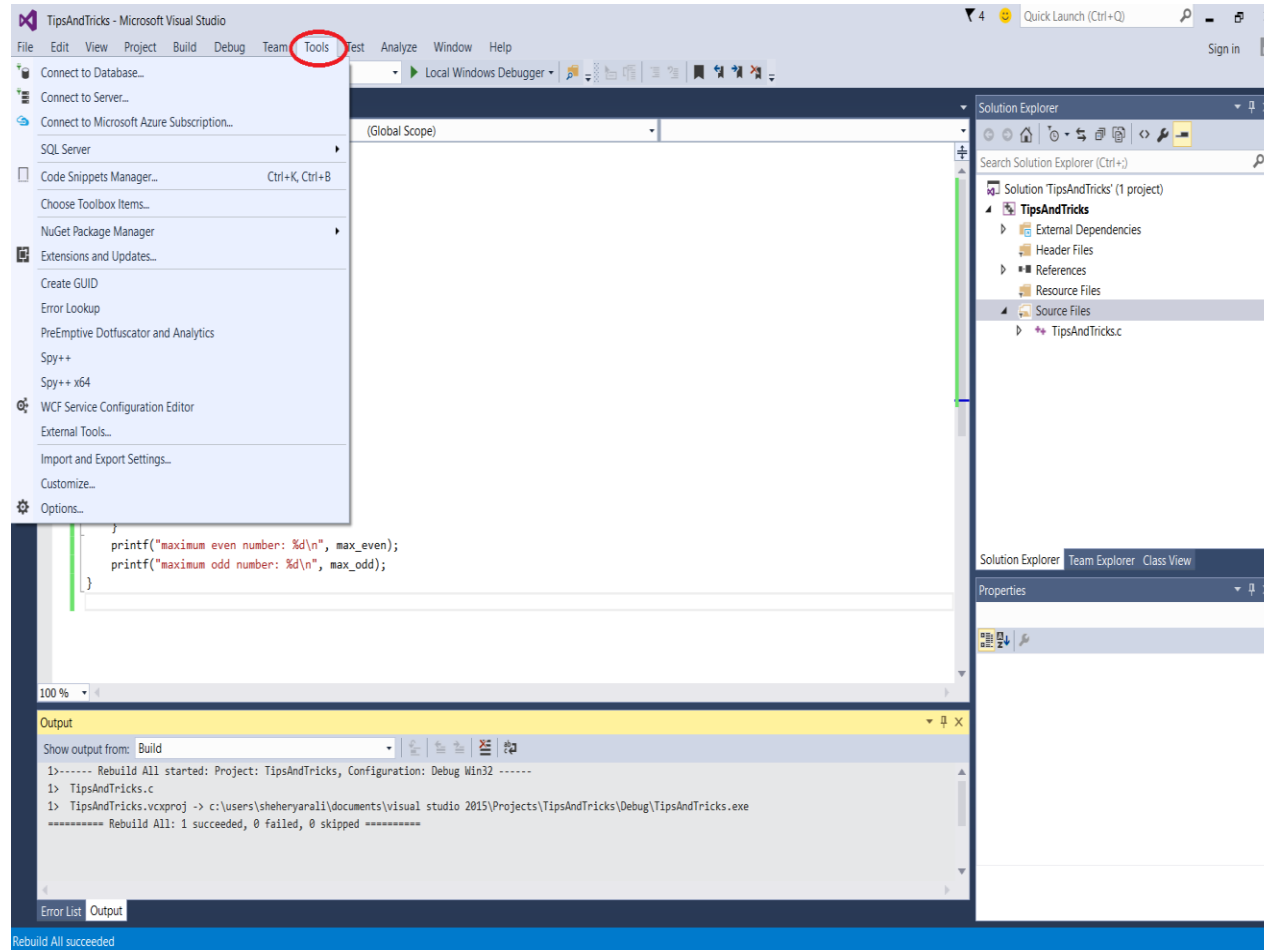 TipsAndTricks - Microsoft Visual Studio
4
Quick Launch (Ctrl+Q)
File Edit View Project Build Debug Team Tools Test Analyze Window Help
Sign in
Local Windows Debugger
Connect to Database...
Connect to Server...
Connect to Microsoft Azure Subscription...
SQL Server
Code Snippets Manager... Ctrl+K, Ctrl+B
Choose Toolbox Items...
NuGet Package Manager
Extensions and Updates...
Create GUID
Error Lookup
PreEmptive Dotfuscator and Analytics
Spy++
Spy++ x64
WCF Service Configuration Editor
External Tools...
Import and Export Settings...
Customize...
Options...
(Global Scope)
}
printf("maximum even number: %d\n", max_even);
printf("maximum odd number: %d\n", max_odd);
}
100 %
Solution Explorer
Search Solution Explorer (Ctrl+;)
Solution 'TipsAndTricks' (1 project)
TipsAndTricks
External Dependencies
Header Files
References
Resource Files
Source Files
TipsAndTricks.c
Solution Explorer Team Explorer Class View
Properties
Output
Show output from: Build
1>------ Rebuild All started: Project: TipsAndTricks, Configuration: Debug Win32 ------
1> TipsAndTricks.c
1> TipsAndTricks.vcxproj -> c:\users\sheheryarali\documents\visual studio 2015\Projects\TipsAndTricks\Debug\TipsAndTricks.exe
========== Rebuild All: 1 succeeded, 0 failed, 0 skipped ==========
Error List Output
Rebuild All succeeded